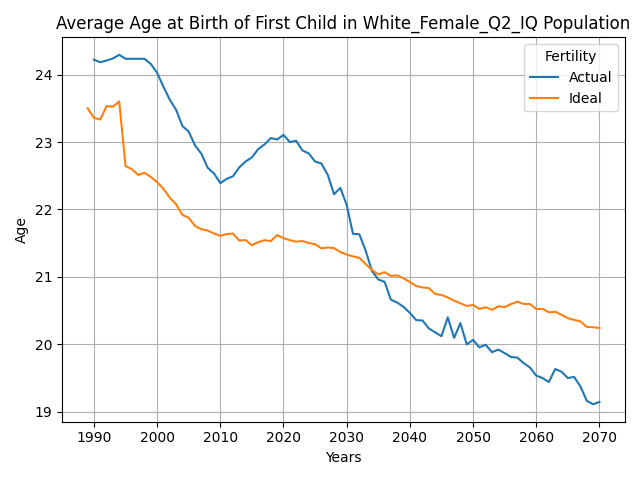 Average Age at Birth of First Child in White_Female_Q2_IQ Population
Fertility
Actual
Ideal
24
23
22
21
20
19
Age
1990 2000 2010 2020 2030 2040 2050 2060 2070
Years